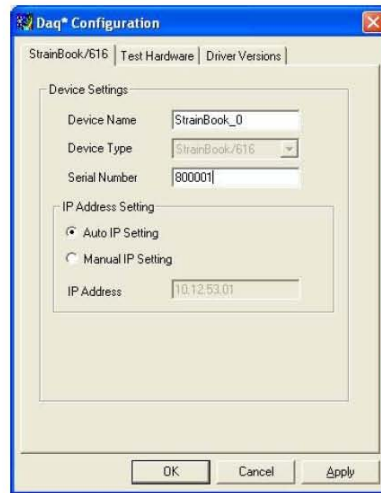 Daq* Configuration
StrainBook/616 Test Hardware Driver Versions
Device Settings
Device Name StrainBook_0
Device Type StrainBook/616
Serial Number 800001
IP Address Setting
Auto IP Setting
Manual IP Setting
IP Address 10.12.53.01
OK Cancel Apply